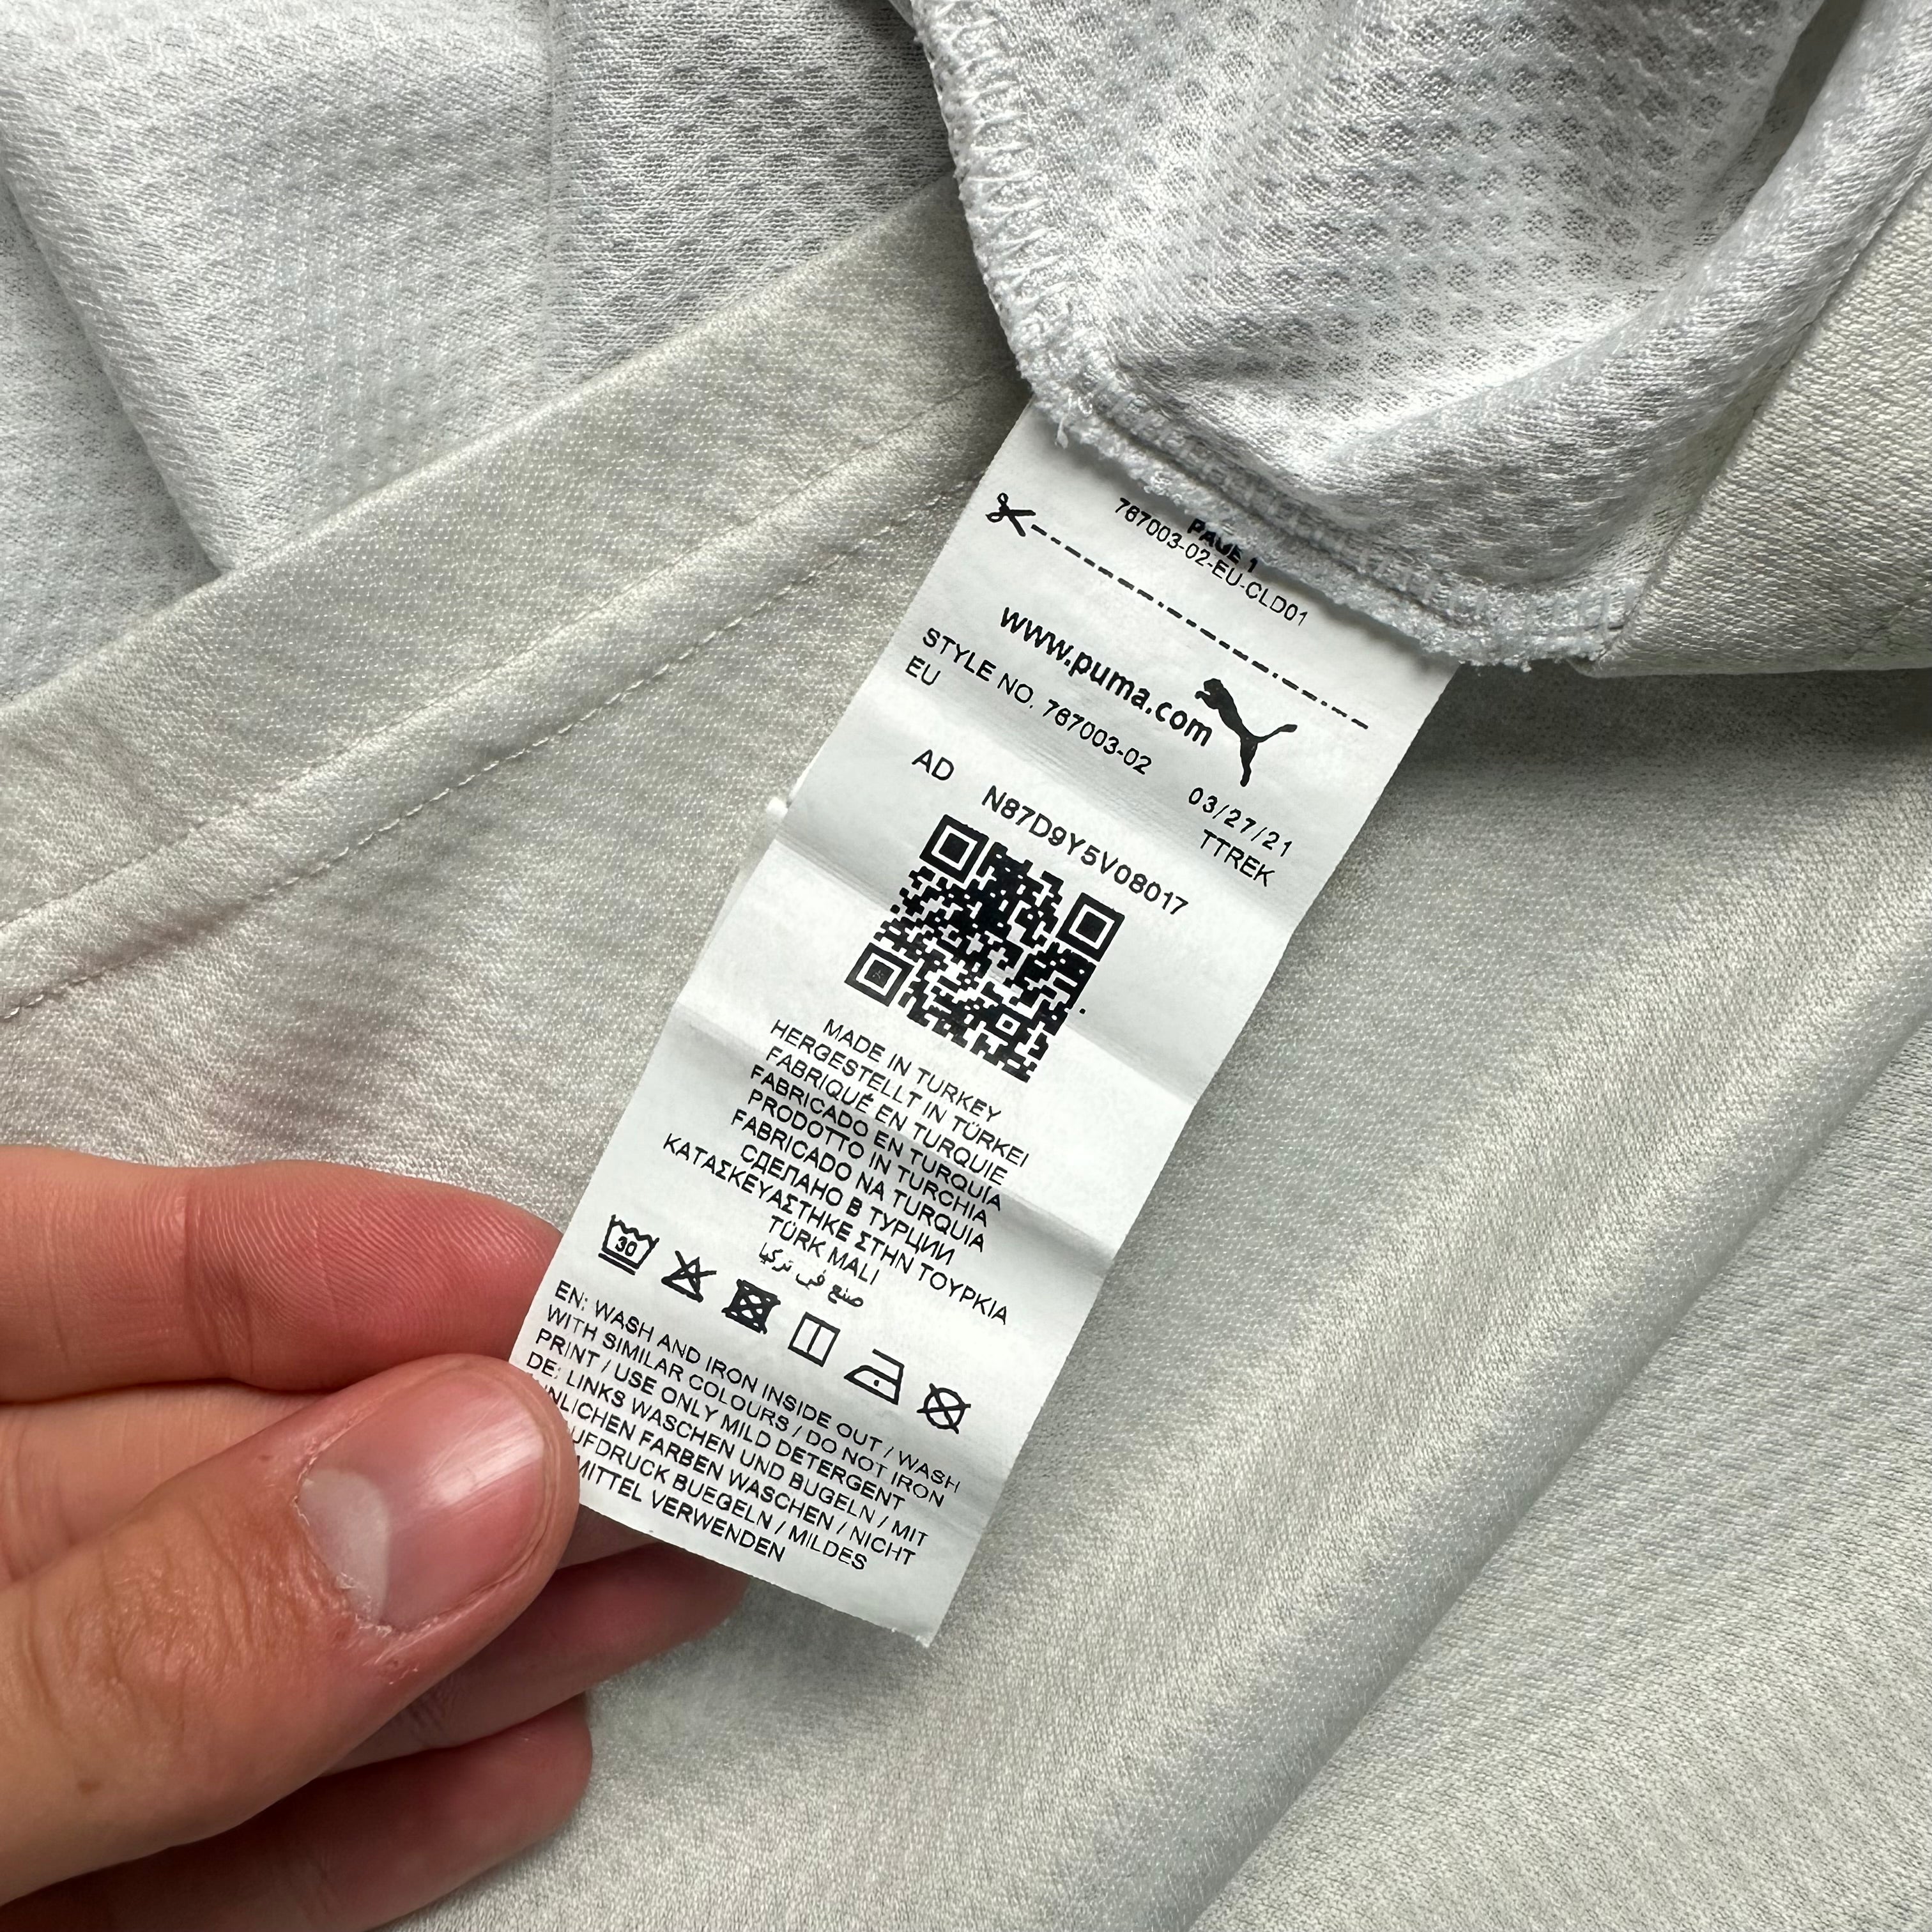 PAGE 1
767003-02-EU-CLD01
www.puma.com
STYLE NO. 767003-02
EU
03/27/21
TTREK
AD
N87D9Y5V08017
MADE IN TURKEY
HERGESTELLT IN TÜRKEI
FABRIQUÉ EN TURQUIE
FABRICADO EN TURQUIA
PRODOTTO IN TURCHIA
FABRICADO NA TURQUIA
СДЕЛАНО В ТУРЦИИ
ΚΑΤΑΣΚΕΥΑΣΤΗΚΕ ΣΤΗΝ ΤΟΥΡΚΙΑ
TÜRK MALI
صنع في تركيا
30
EN: WASH AND IRON INSIDE OUT / WASH
WITH SIMILAR COLOURS / DO NOT IRON
PRINT / USE ONLY MILD DETERGENT
DE: LINKS WASCHEN UND BUGELN / MIT
FARBEN WASCHEN / NICHT
BUEGELN / MILDES
VERWENDEN